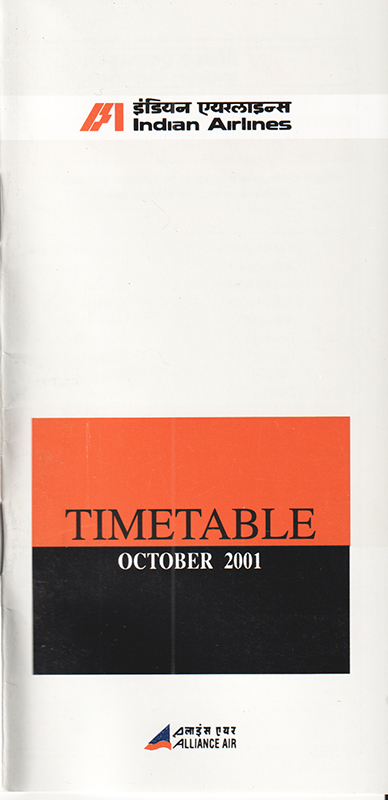 इंडियन एयरलाइन्स
Indian Airlines
TIMETABLE
OCTOBER 2001
एलाइंस एयर
ALLIANCE AIR